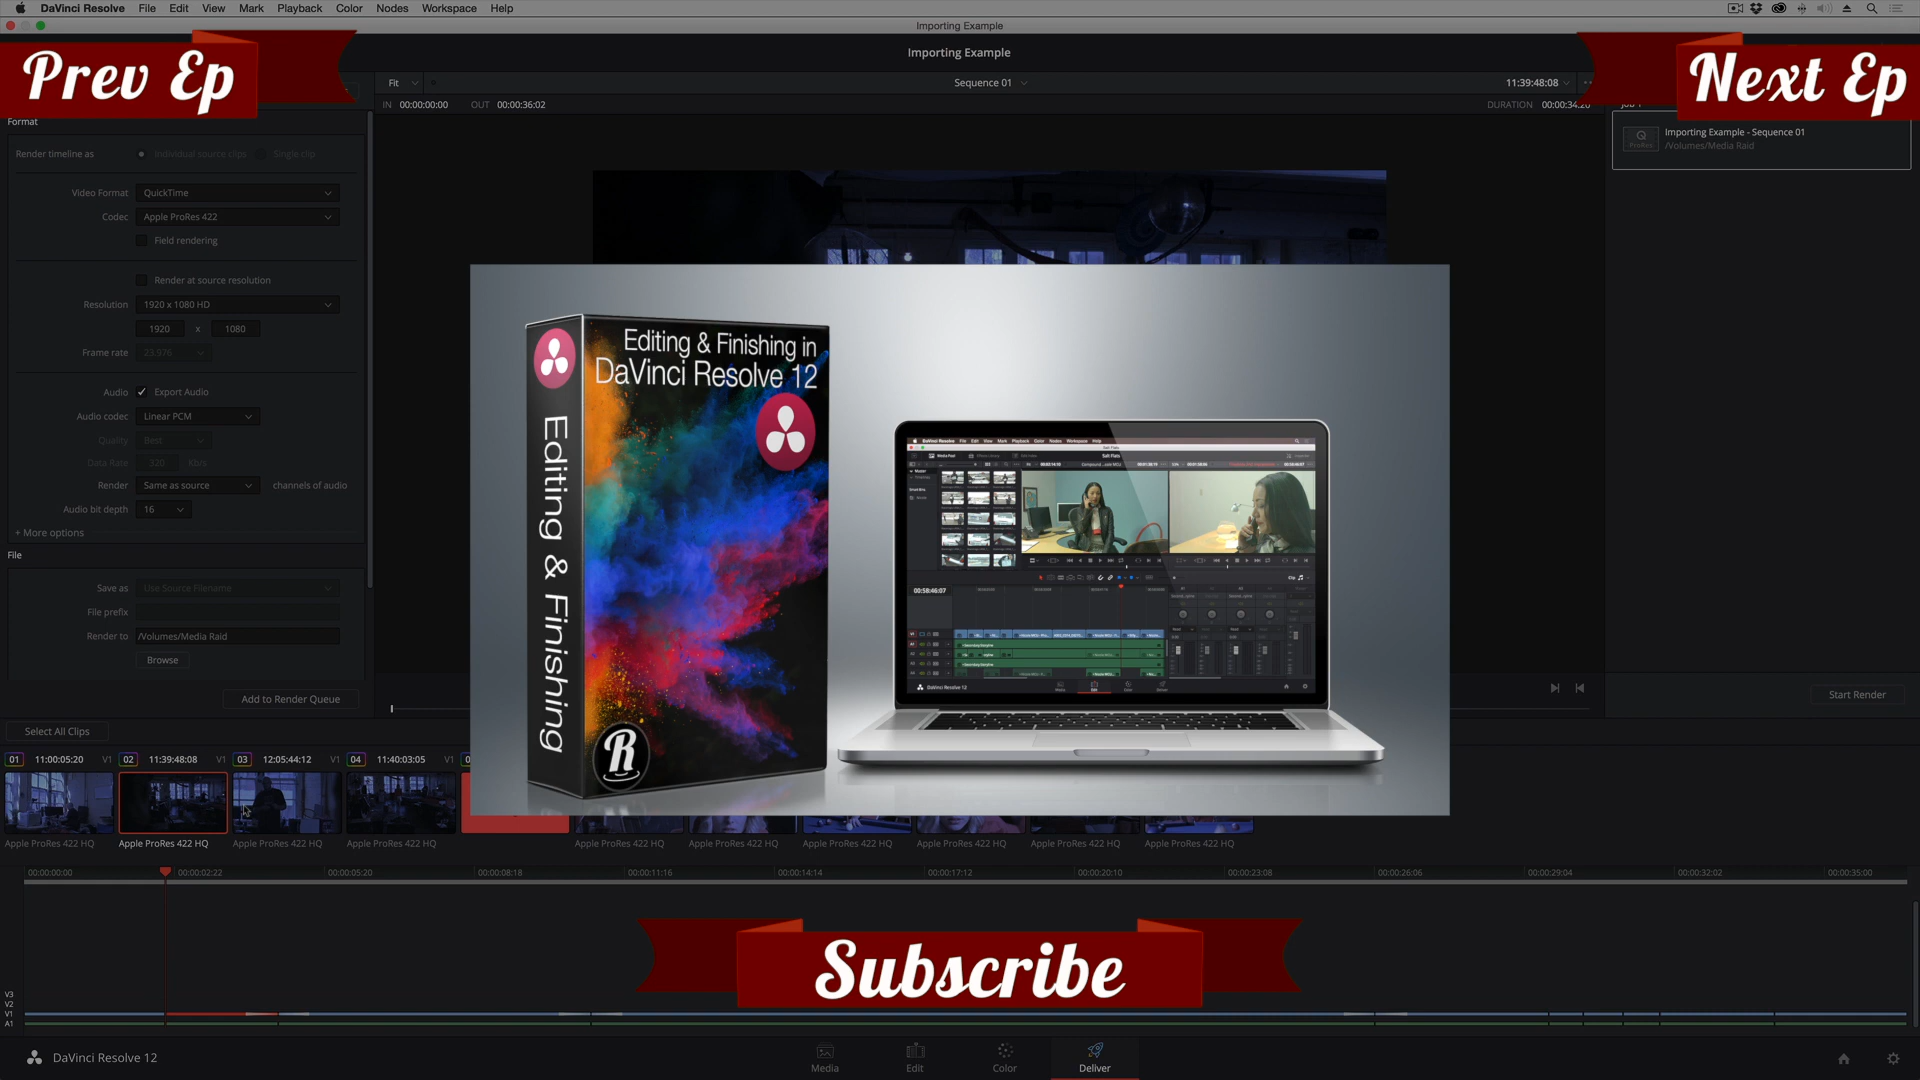 DaVinci Resolve File Edit View Mark Playback Color Nodes Workspace Help
Importing Example
Importing Example
Prev Ep
Next Ep
Fit
Sequence 01
11:39:48:08
IN 00:00:00:00 OUT 00:00:36:02
DURATION 00:00:34:20
Job 1
Importing Example - Sequence 01
/Volumes/Media Raid
ProRes
Format
Render timeline as Individual source clips Single clip
Video Format QuickTime
Codec Apple ProRes 422
Field rendering
Render at source resolution
Resolution 1920 x 1080 HD
1920 x 1080
Frame rate 23.976
Audio Export Audio
Audio codec Linear PCM
Quality Best
Data Rate 320 Kb/s
Render Same as source channels of audio
Audio bit depth 16
+ More options
File
Save as Use Source Filename
File prefix
Render to /Volumes/Media Raid
Browse
Add to Render Queue
Start Render
Editing & Finishing in
DaVinci Resolve 12
Editing & Finishing
R
00:58:46:07
DaVinci Resolve 12
Select All Clips
01 11:00:05:20 V1 02 11:39:48:08 V1 03 12:05:44:12 V1 04 11:40:03:05 V1
Apple ProRes 422 HQ Apple ProRes 422 HQ Apple ProRes 422 HQ Apple ProRes 422 HQ Apple ProRes 422 HQ Apple ProRes 422 HQ Apple ProRes 422 HQ Apple ProRes 422 HQ Apple ProRes 422 HQ Apple ProRes 422 HQ
00:00:00:00 00:00:02:22 00:00:05:20 00:00:08:18 00:00:11:16 00:00:14:14 00:00:17:12 00:00:20:10 00:00:23:08 00:00:26:06 00:00:29:04 00:00:32:02 00:00:35:00
Subscribe
V3
V2
V1
A1
DaVinci Resolve 12
Media Edit Color Deliver